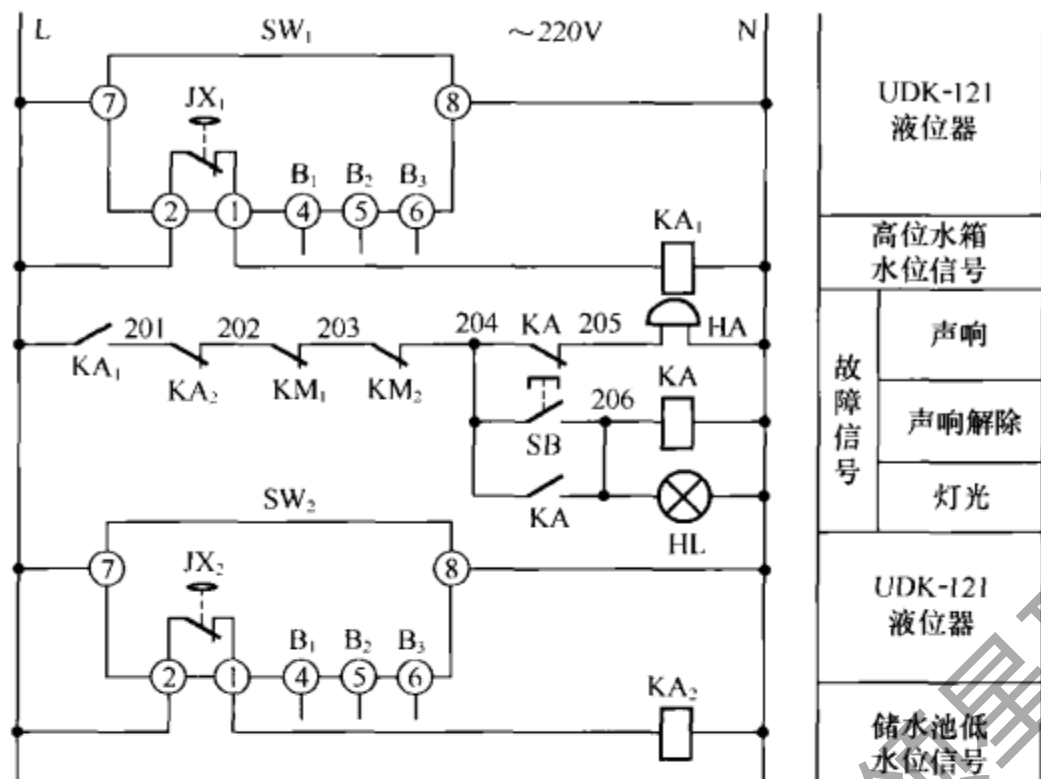 L SW₁ ～220V N
⑦ JX₁ ⑧
B₁ B₂ B₃
② ① ④ ⑤ ⑥
KA₁
201 202 203 204 KA 205 HA
KA₁ KA₂ KM₁ KM₂
KA
206
SB
KA HL
SW₂
⑦ JX₂ ⑧
B₁ B₂ B₃
② ① ④ ⑤ ⑥
KA₂
UDK-121
液位器
高位水箱
水位信号
故障信号
声响
声响解除
灯光
UDK-121
液位器
储水池低
水位信号